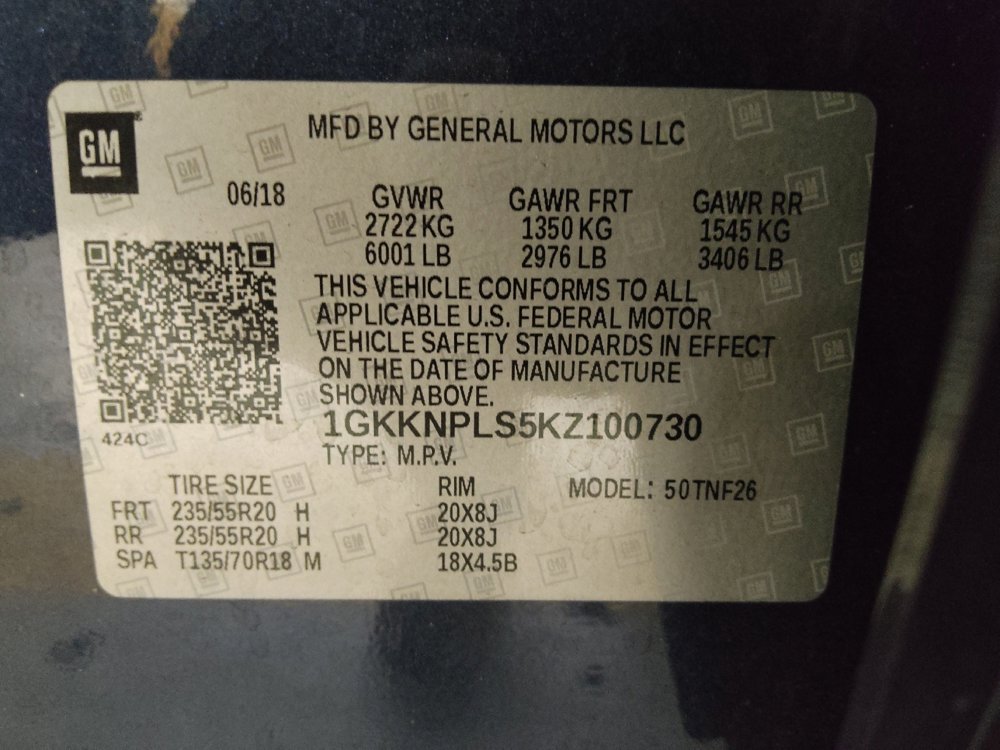 GM
MFD BY GENERAL MOTORS LLC
06/18 GVWR GAWR FRT GAWR RR
2722 KG 1350 KG 1545 KG
6001 LB 2976 LB 3406 LB
THIS VEHICLE CONFORMS TO ALL
APPLICABLE U.S. FEDERAL MOTOR
VEHICLE SAFETY STANDARDS IN EFFECT
ON THE DATE OF MANUFACTURE
SHOWN ABOVE.
1GKKNPLS5KZ100730
424C
TYPE: M.P.V.
TIRE SIZE RIM MODEL: 50TNF26
FRT 235/55R20 H 20X8J
RR 235/55R20 H 20X8J
SPA T135/70R18 M 18X4.5B